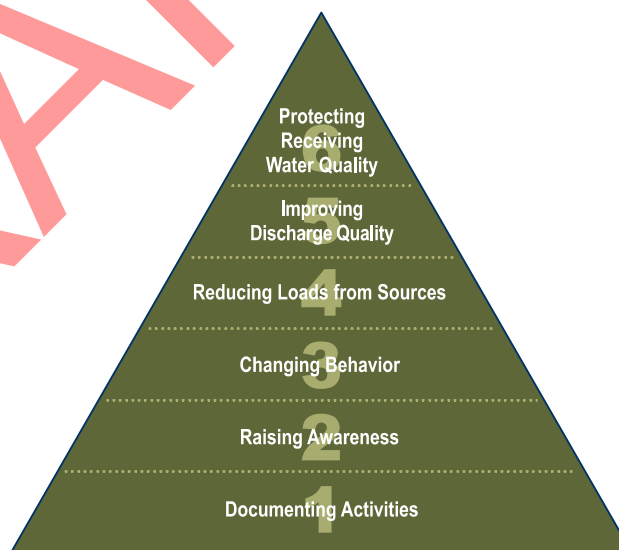 Protecting
Receiving
Water Quality
6
Improving
Discharge Quality
5
Reducing Loads from Sources
4
Changing Behavior
3
Raising Awareness
2
Documenting Activities
1